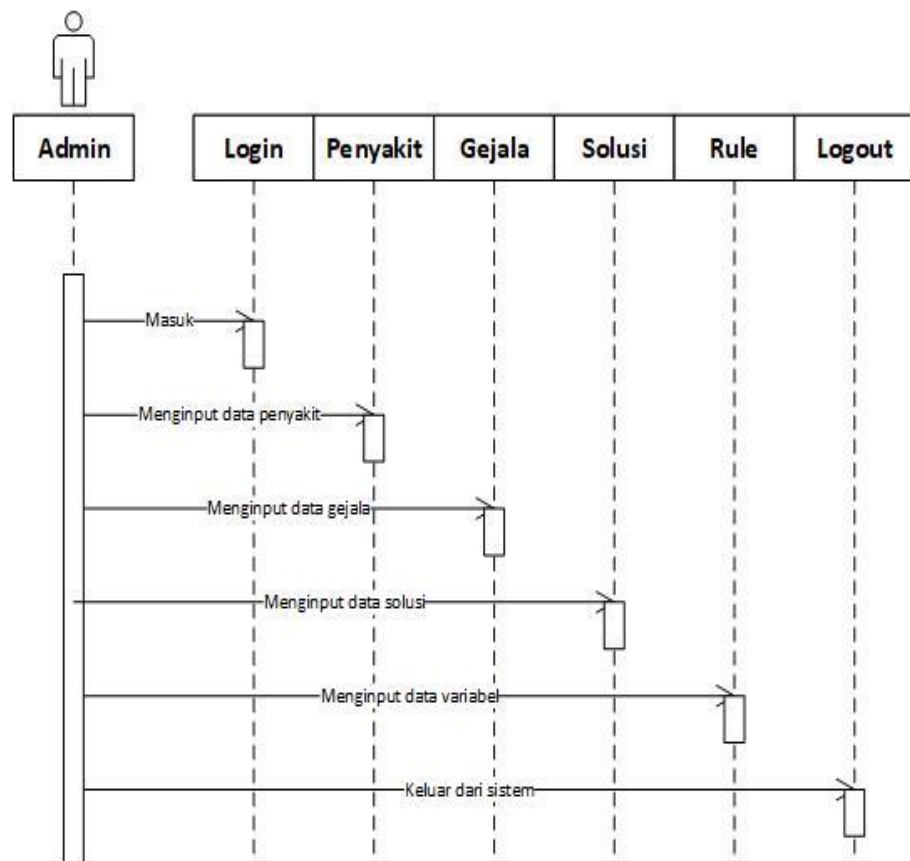 Admin
Login
Penyakit
Gejala
Solusi
Rule
Logout
Masuk
Menginput data penyakit
Menginput data gejala
Menginput data solusi
Menginput data variabel
Keluar dari sistem